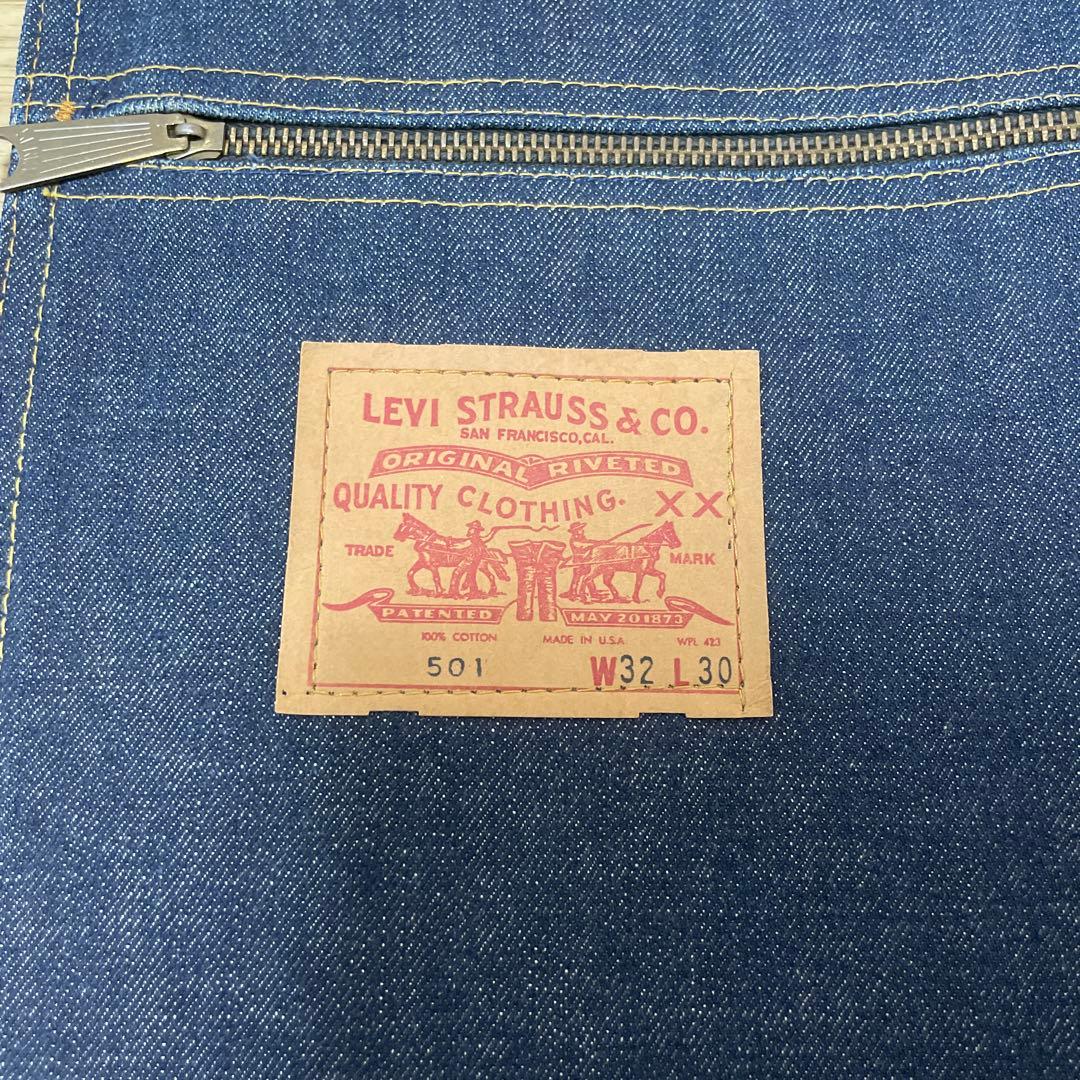 LEVI STRAUSS & CO.
SAN FRANCISCO, CAL.
ORIGINAL RIVETED
QUALITY CLOTHING. XX
TRADE MARK
PATENTED MAY 20 1873
100% COTTON MADE IN U.S.A. WPL 423
501 W32 L30